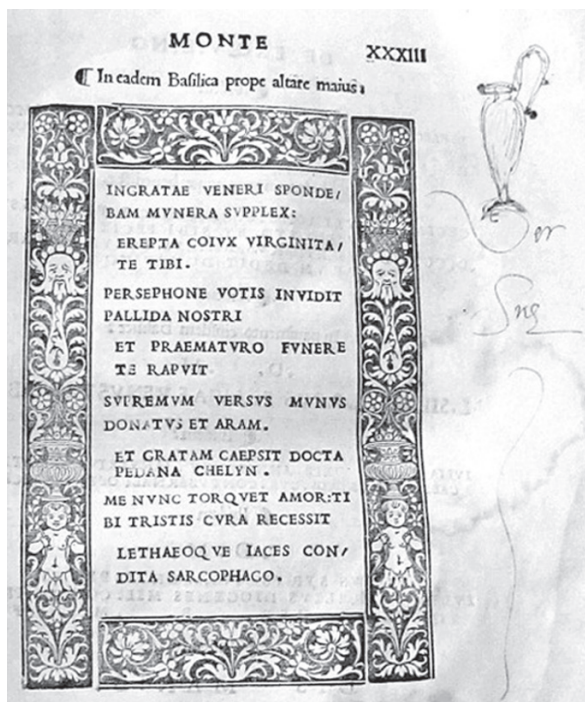 MONTE
XXXIII
¶ In eadem Basilica prope altare maius,
INGRATAE VENERI SPONDE/
BAM MVNERA SVPPLEX:
EREPTA COIVX VIRGINITA/
TE TIBI.
PERSEPHONE VOTIS INVIDIT
PALLIDA NOSTRI
ET PRAEMATVRO FVNERE
TE RAPVIT
SVPREMVM VERSVS MVNVS
DONATVS ET ARAM.
ET GRATAM CAEPSIT DOCTA
PEDANA CHELYN.
ME NVNC TORQVET AMOR:TI
BI TRISTIS CVRA RECESSIT
LETHAEOQVE IACES CON/
DITA SARCOPHAGO.